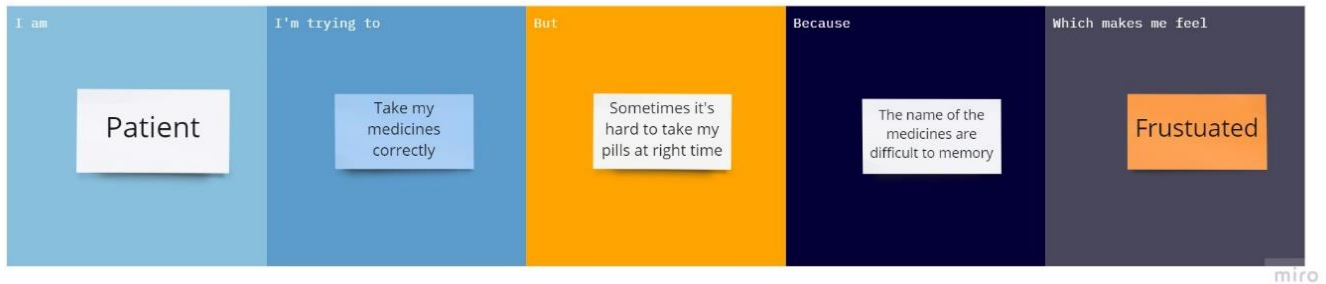 I am
I'm trying to
But
Because
Which makes me feel
Patient
Take my
medicines
correctly
Sometimes it's
hard to take my
pills at right time
The name of the
medicines are
difficult to memory
Frustuated
miro